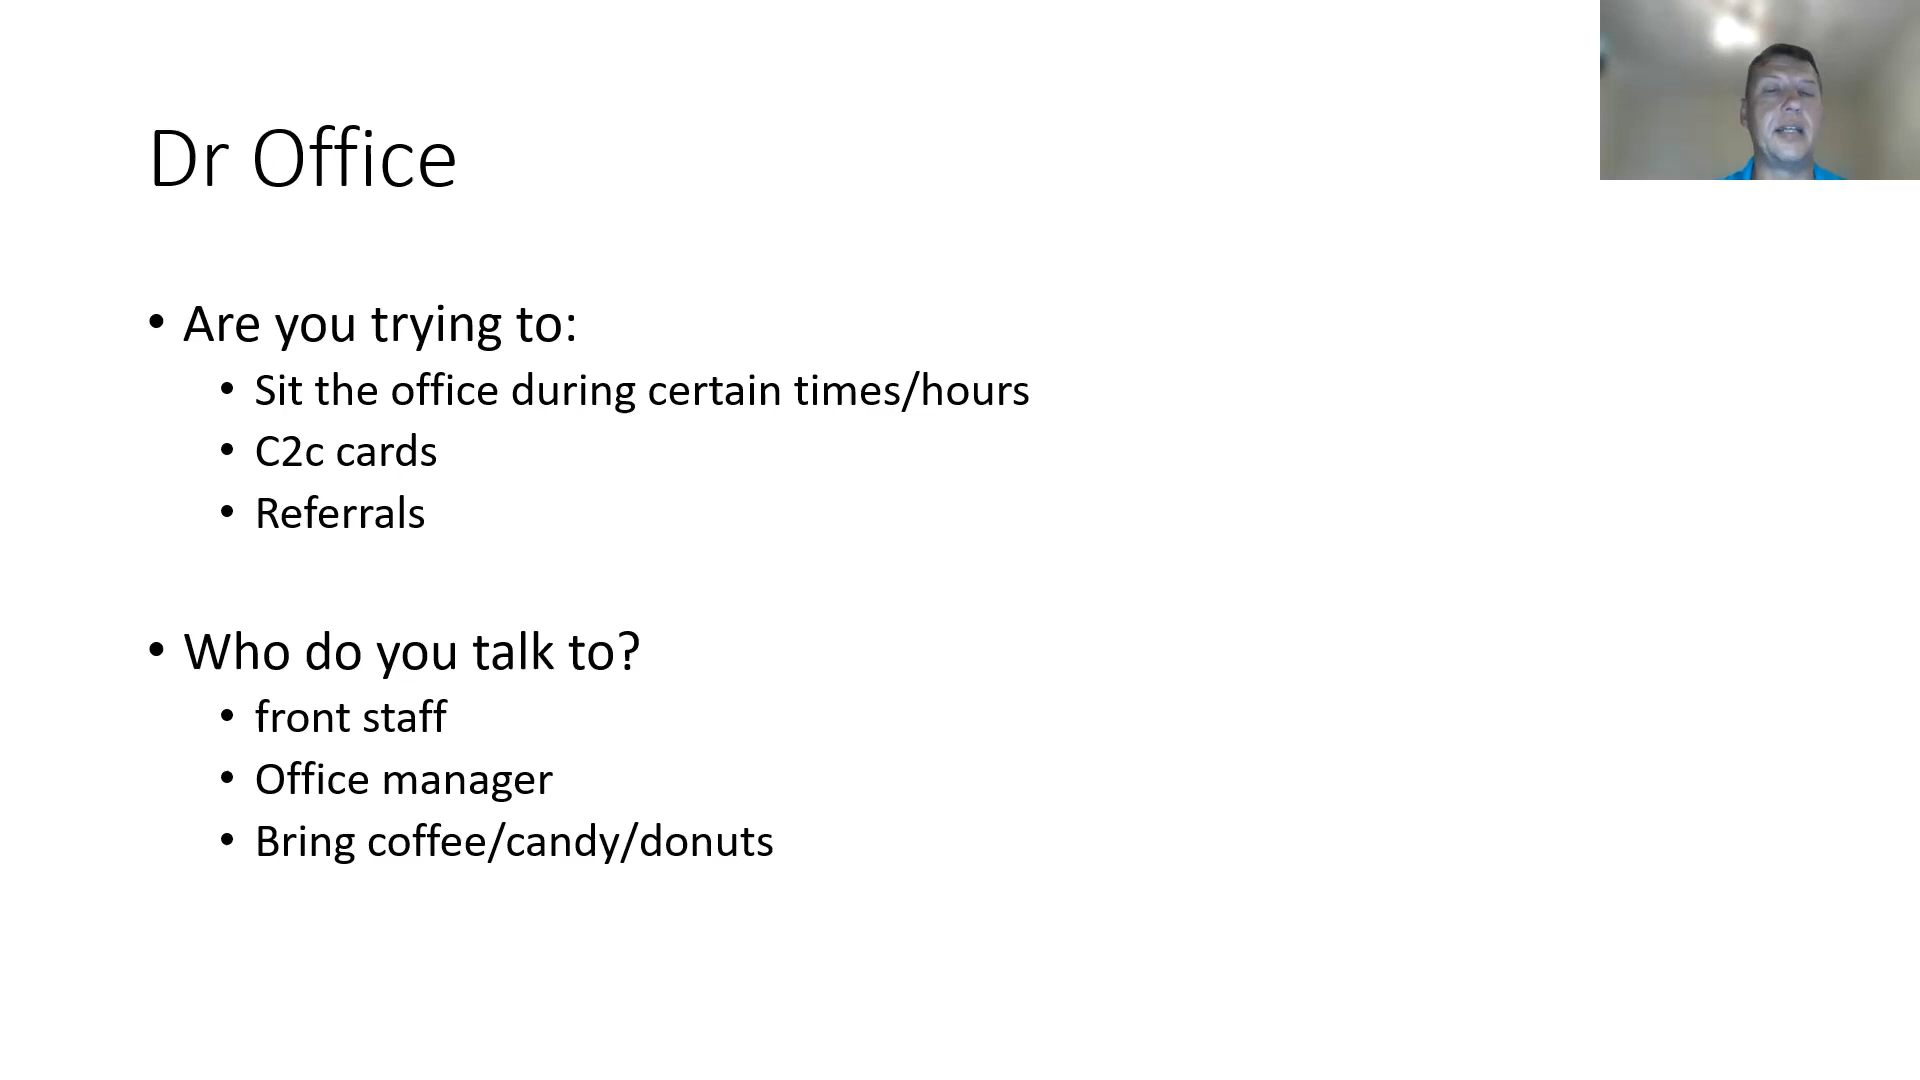 Dr Office
• Are you trying to:
• Sit the office during certain times/hours
• C2c cards
• Referrals
• Who do you talk to?
• front staff
• Office manager
• Bring coffee/candy/donuts